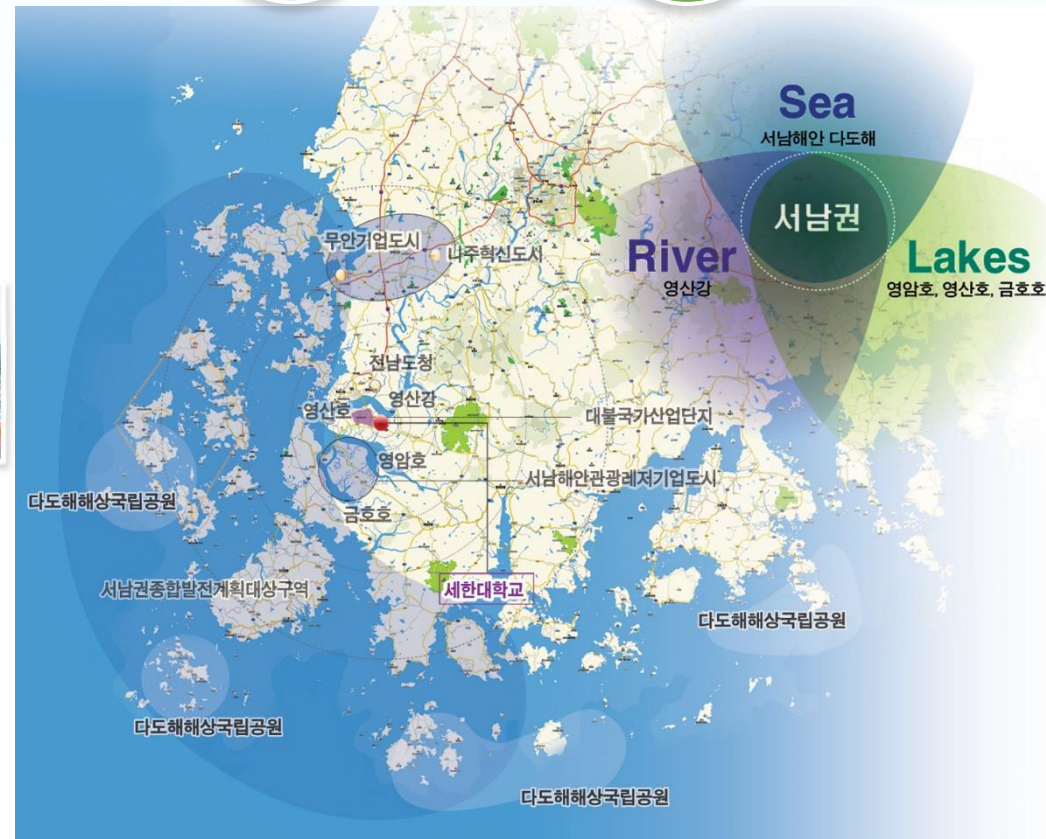 Sea
서남해안 다도해
서남권
River
영산강
Lakes
영암호, 영산호, 금호호
무안기업도시
나주혁신도시
전남도청
영산강
영산호
대불국가산업단지
영암호
서남해안관광레저기업도시
다도해해상국립공원
금호호
서남권종합발전계획대상구역
세한대학교
다도해해상국립공원
다도해해상국립공원
다도해해상국립공원